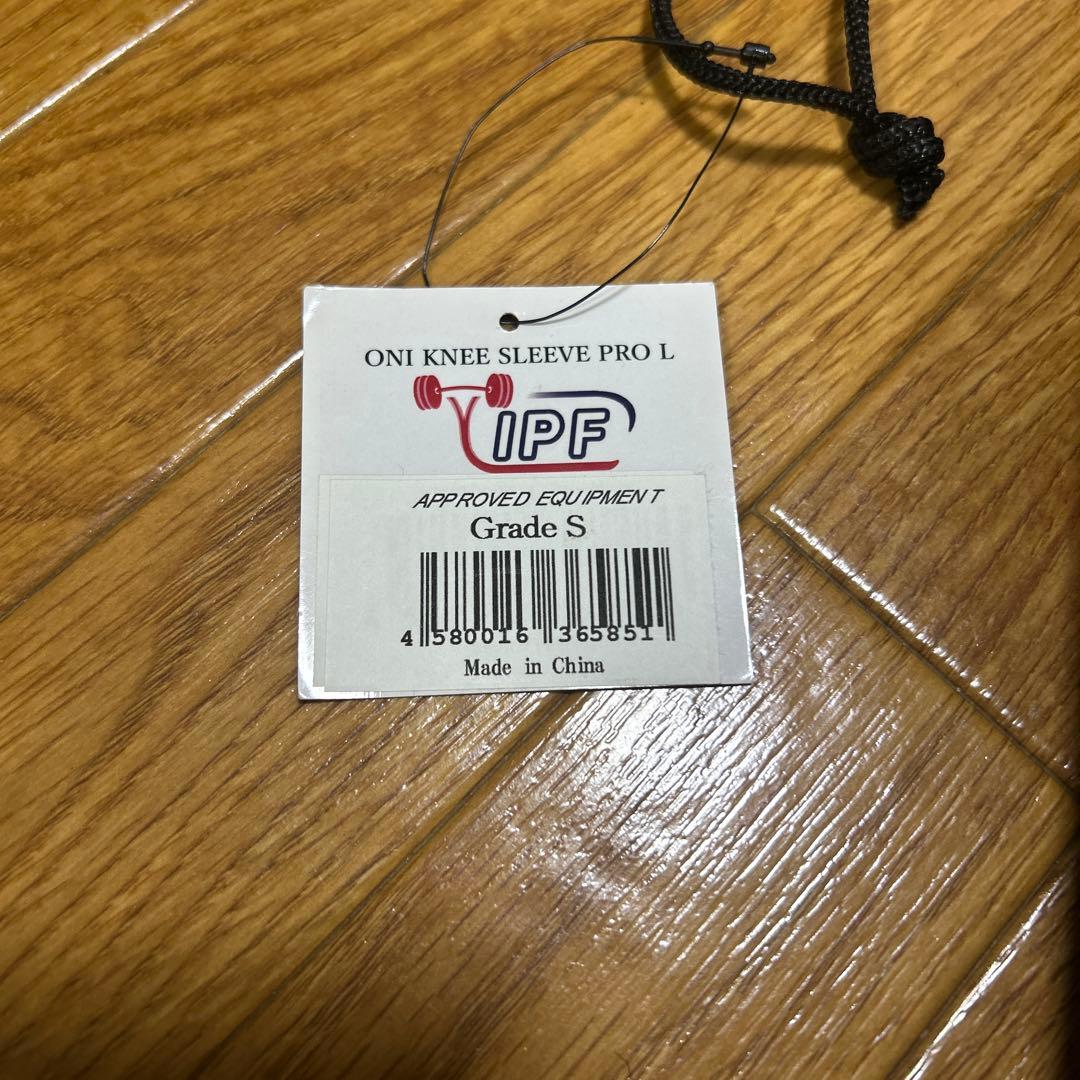 ONI KNEE SLEEVE PRO L
IPF
APPROVED EQUIPMENT
Grade S
4 580016 365851
Made in China